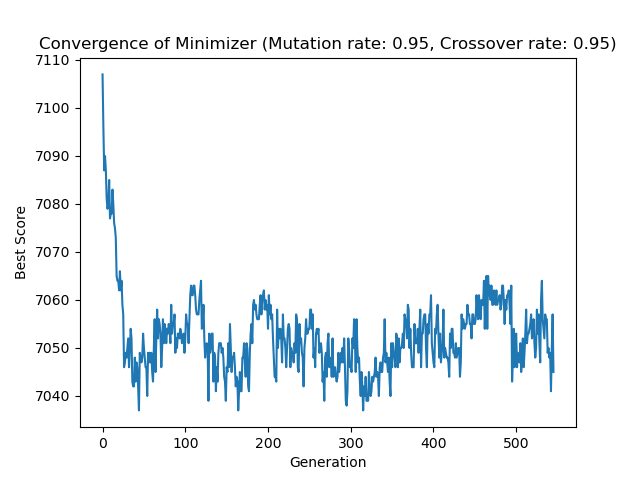 Convergence of Minimizer (Mutation rate: 0.95, Crossover rate: 0.95)
7110
7100
7090
7080
7070
7060
7050
7040
Best Score
0 100 200 300 400 500
Generation